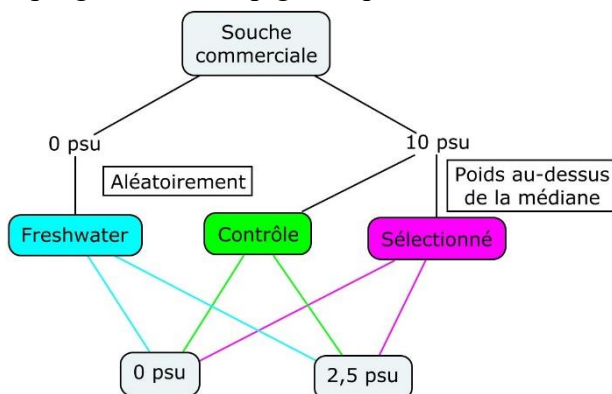 Souche
commerciale
0 psu
10 psu
Aléatoirement
Poids au-dessus
de la médiane
Freshwater
Contrôle
Sélectionné
0 psu
2,5 psu